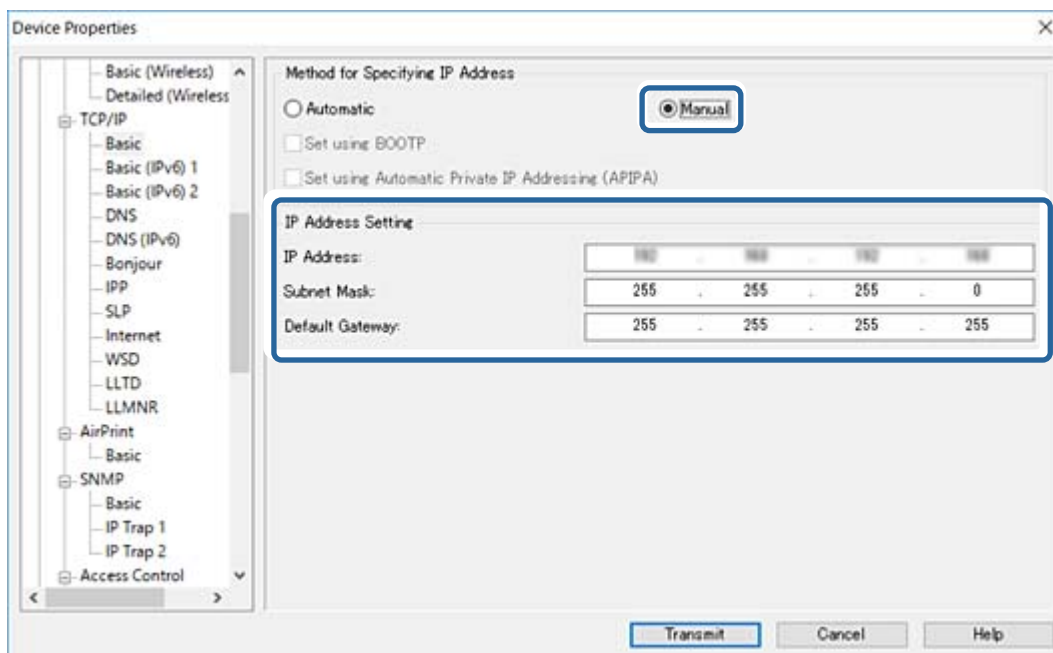 Device Properties
Basic (Wireless)
Detailed (Wireless
TCP/IP
Basic
Basic (IPv6) 1
Basic (IPv6) 2
DNS
DNS (IPv6)
Bonjour
IPP
SLP
Internet
WSD
LLTD
LLMNR
AirPrint
Basic
SNMP
Basic
IP Trap 1
IP Trap 2
Access Control
Method for Specifying IP Address
Automatic Manual
Set using BOOTP
Set using Automatic Private IP Addressing (APIPA)
IP Address Setting
IP Address:
Subnet Mask: 255 . 255 . 255 . 0
Default Gateway: 255 . 255 . 255 . 255
Transmit Cancel Help